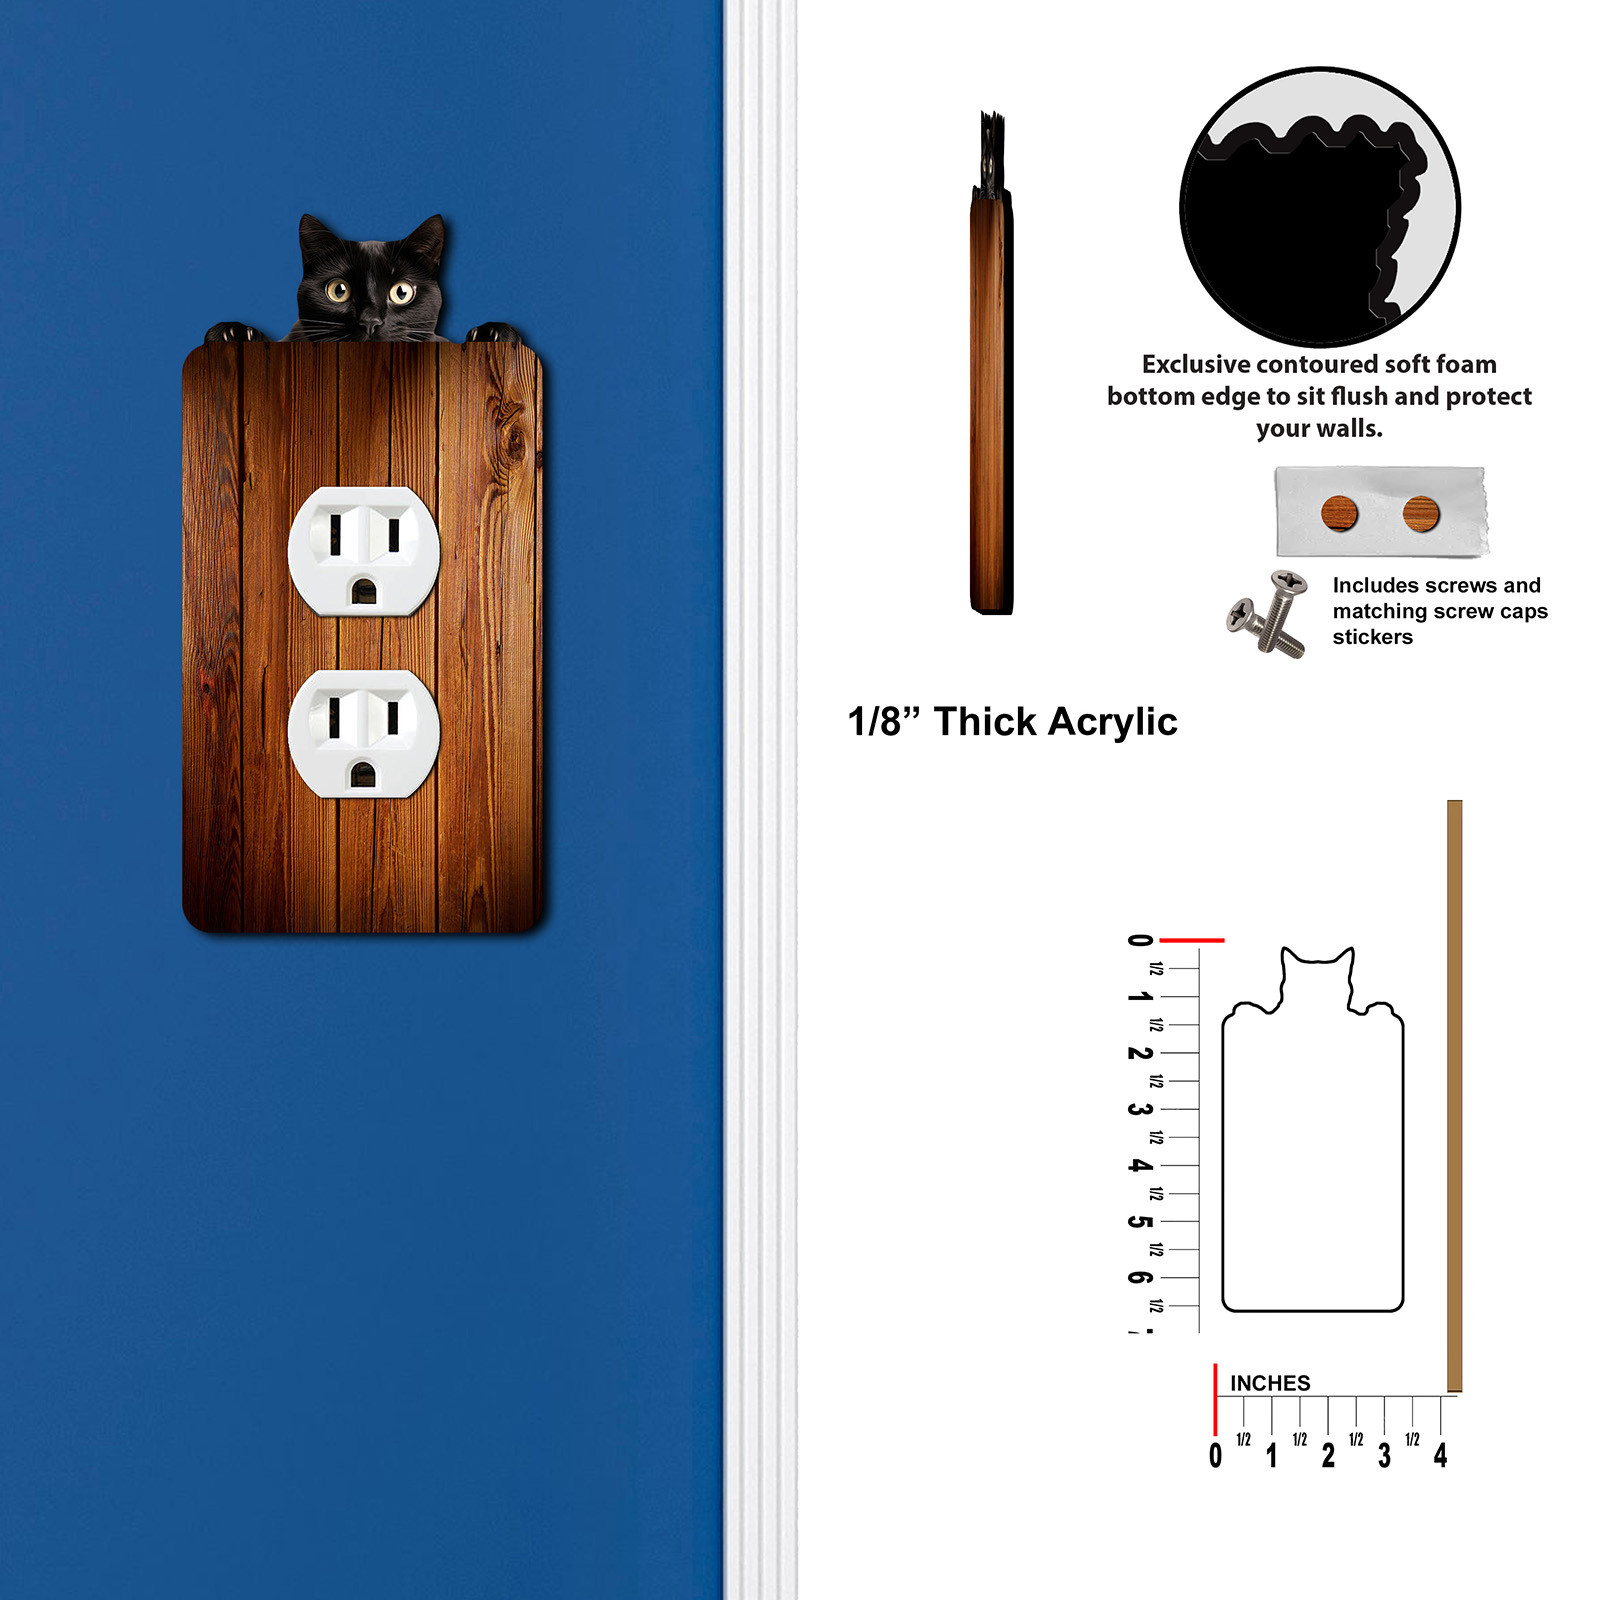 Exclusive contoured soft foam
bottom edge to sit flush and protect
your walls.
Includes screws and
matching screw caps
stickers
1/8” Thick Acrylic
0
1/2
1
1/2
2
1/2
3
1/2
4
1/2
5
1/2
6
1/2
INCHES
0 1/2 1 1/2 2 1/2 3 1/2 4